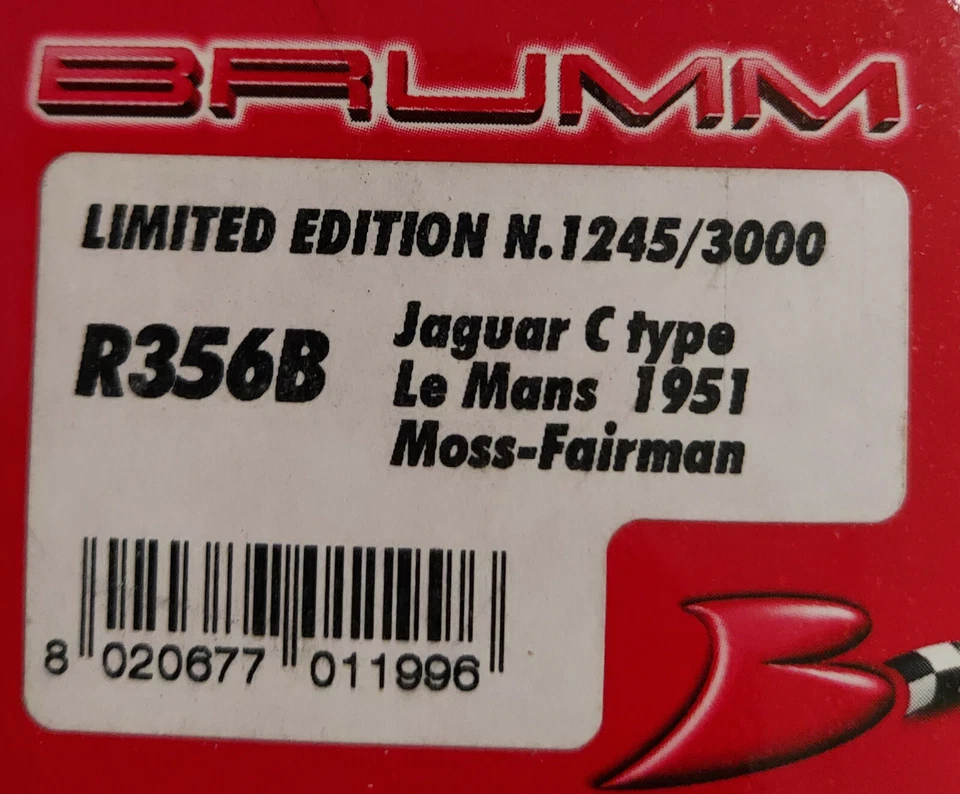 BRUMM
LIMITED EDITION N.1245/3000
R356B
Jaguar C type
Le Mans 1951
Moss-Fairman
8 020677 011996